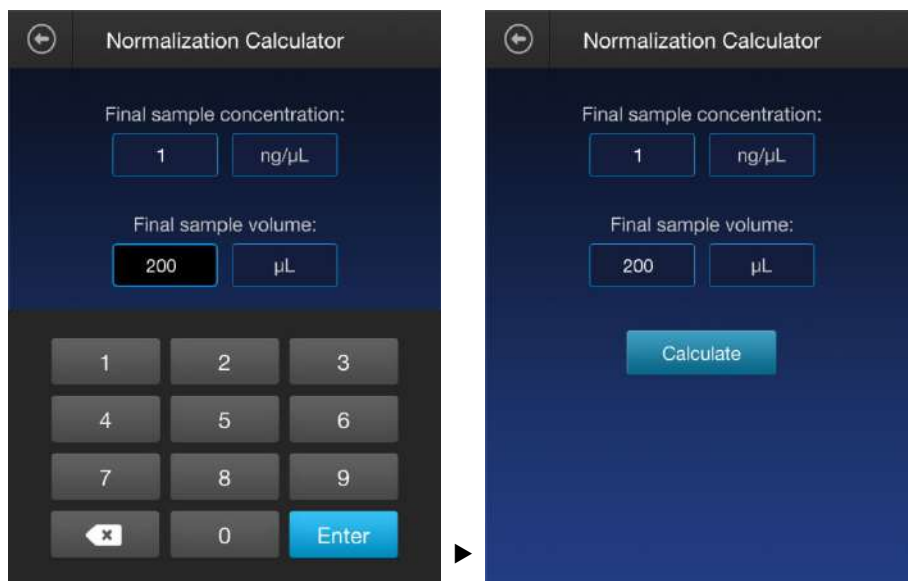 Normalization Calculator
Final sample concentration:
1 ng/µL
Final sample volume:
200 µL
1 2 3
4 5 6
7 8 9
0 Enter
Normalization Calculator
Final sample concentration:
1 ng/µL
Final sample volume:
200 µL
Calculate